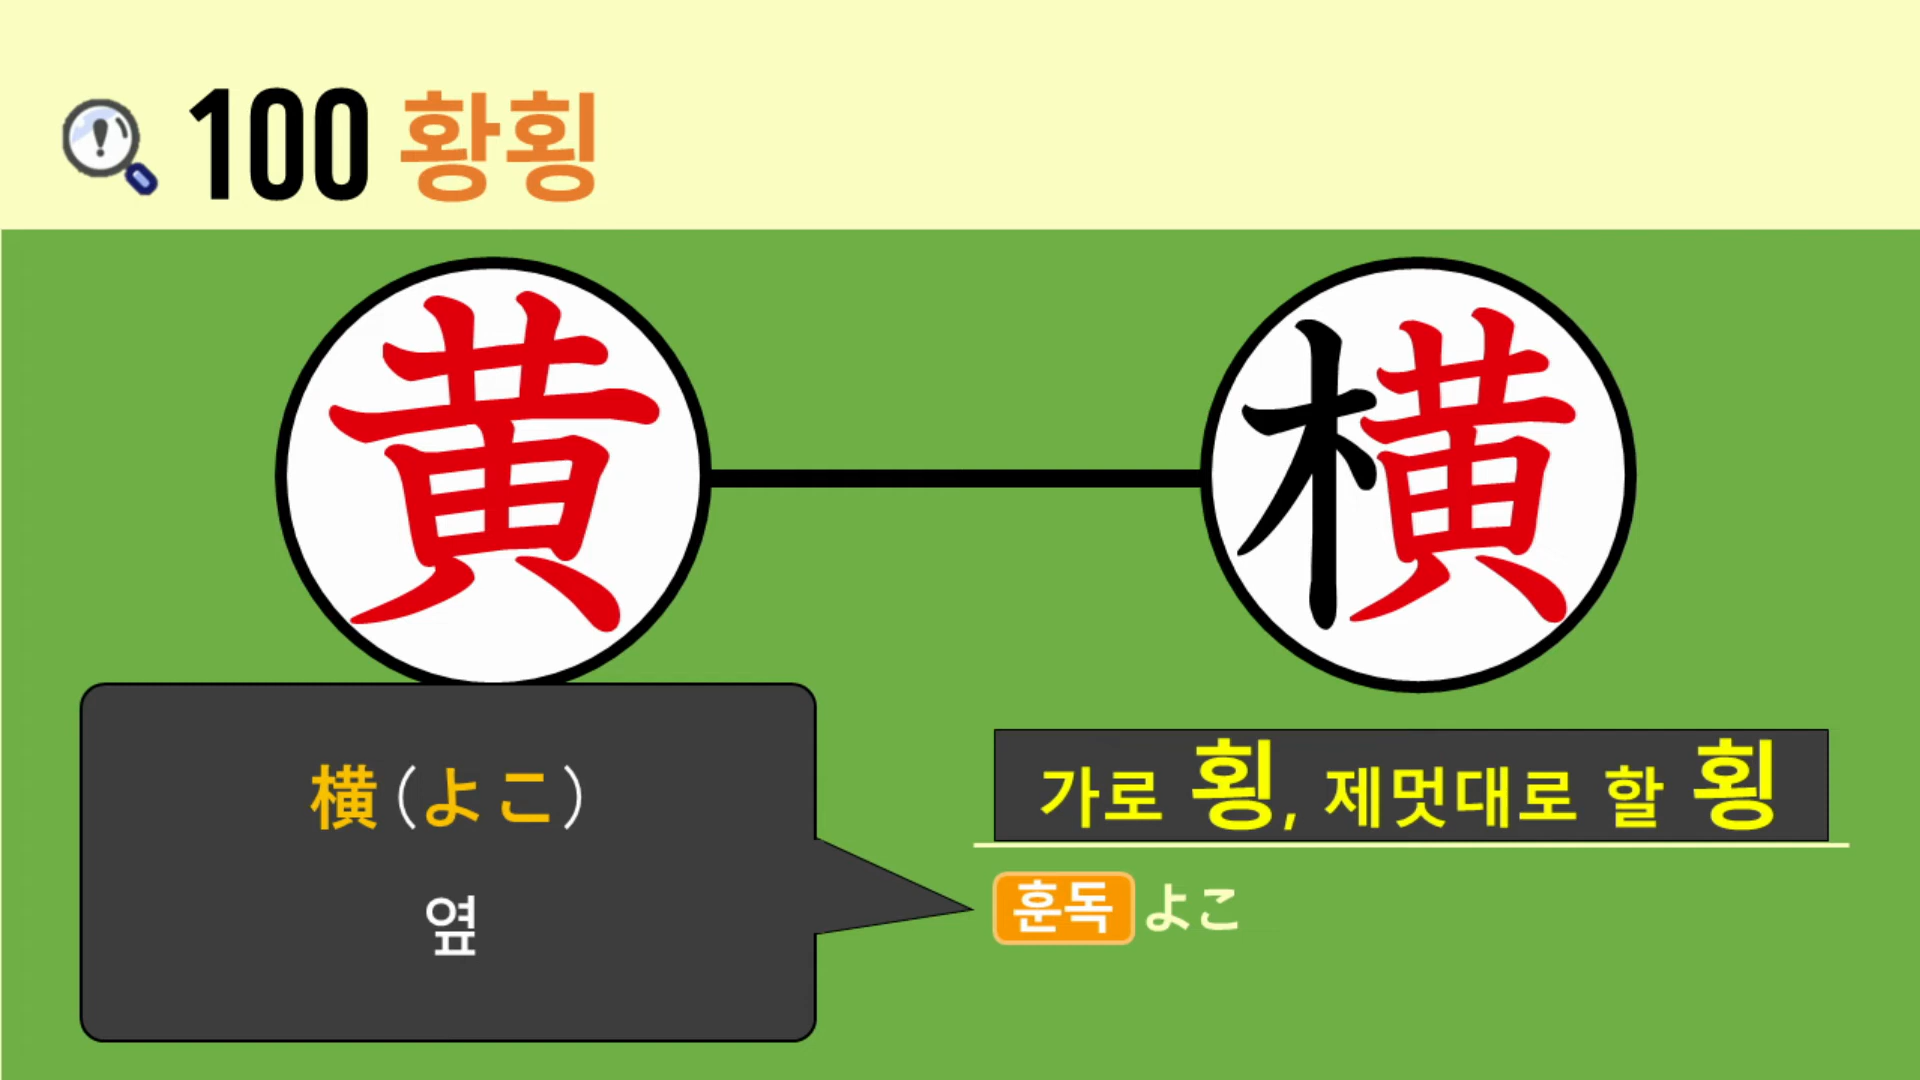 100 황횡
黄
横
横(よこ)
옆
가로 횡, 제멋대로 할 횡
훈독 よこ